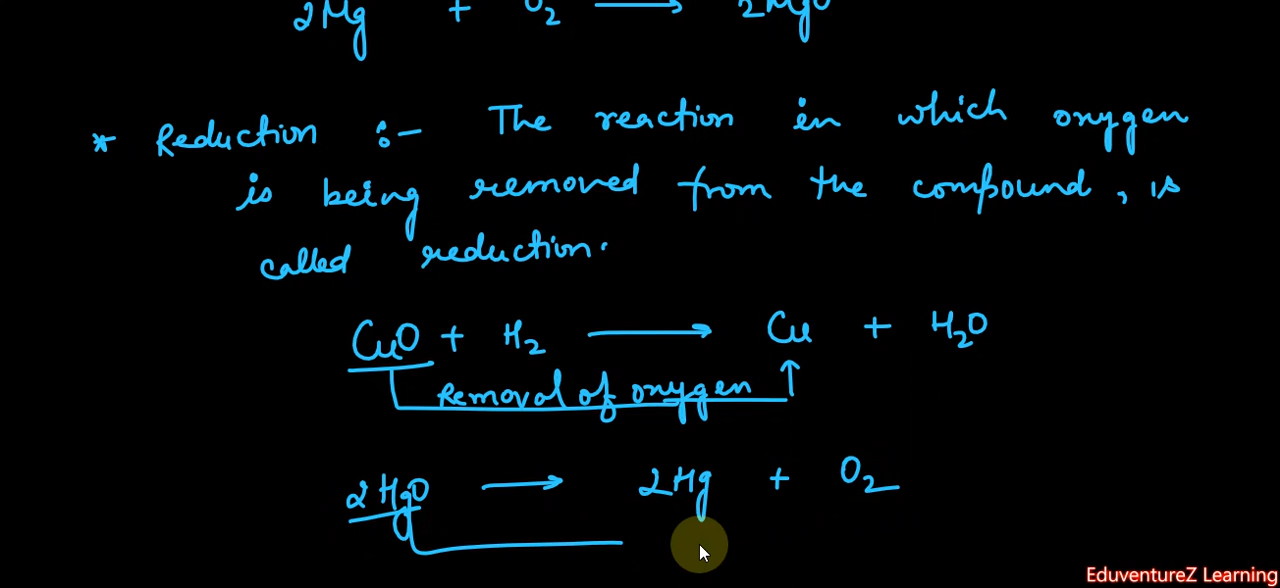 2Mg + O₂ → 2MgO
* Reduction :- The reaction in which oxygen
is being removed from the compound, is
called reduction.
CuO + H₂ → Cu + H₂O
Removal of oxygen
2HgO → 2Hg + O₂
EduventureZ Learning